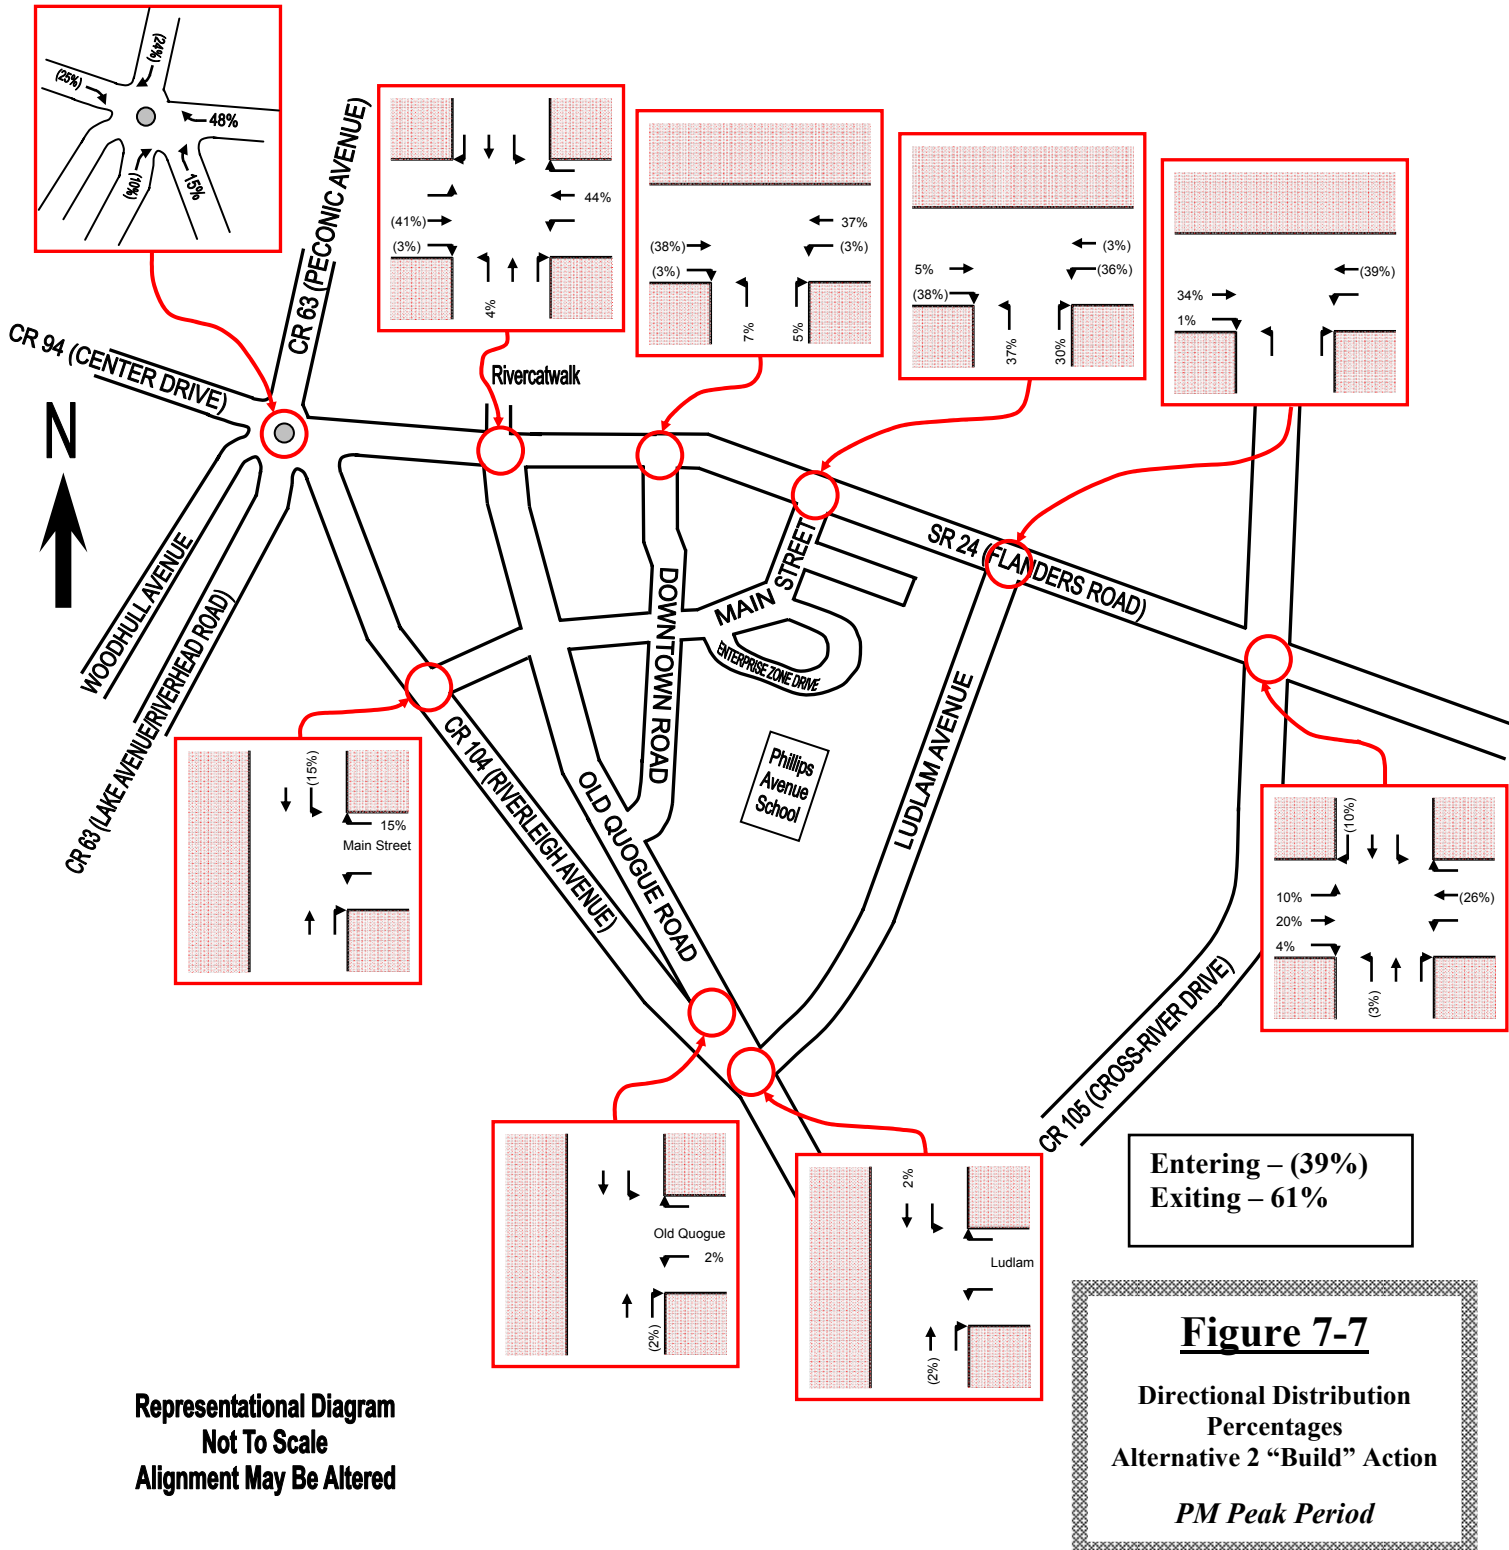 (24%)
(25%)
48%
(10%)
15%
44%
(41%)
(3%)
4%
37%
(38%)
(3%)
(3%)
7%
5%
(3%)
5%
(36%)
(38%)
37%
30%
(39%)
34%
1%
CR 63 (PECONIC AVENUE)
CR 94 (CENTER DRIVE)
Rivercatwalk
N
SR 24 (FLANDERS ROAD)
WOODHULL AVENUE
CR 63 (LAKE AVENUE/RIVERHEAD ROAD)
DOWNTOWN ROAD
MAIN STREET
ENTERPRISE ZONE DRIVE
LUDLAM AVENUE
CR 104 (RIVERLEIGH AVENUE)
OLD QUOGUE ROAD
Phillips
Avenue
School
CR 105 (CROSS-RIVER DRIVE)
(15%)
15%
Main Street
(10%)
10%
(26%)
20%
4%
(3%)
Old Quogue
2%
(2%)
2%
Ludlam
(2%)
Entering – (39%)
Exiting – 61%
Representational Diagram
Not To Scale
Alignment May Be Altered
Figure 7-7
Directional Distribution
Percentages
Alternative 2 “Build” Action
PM Peak Period